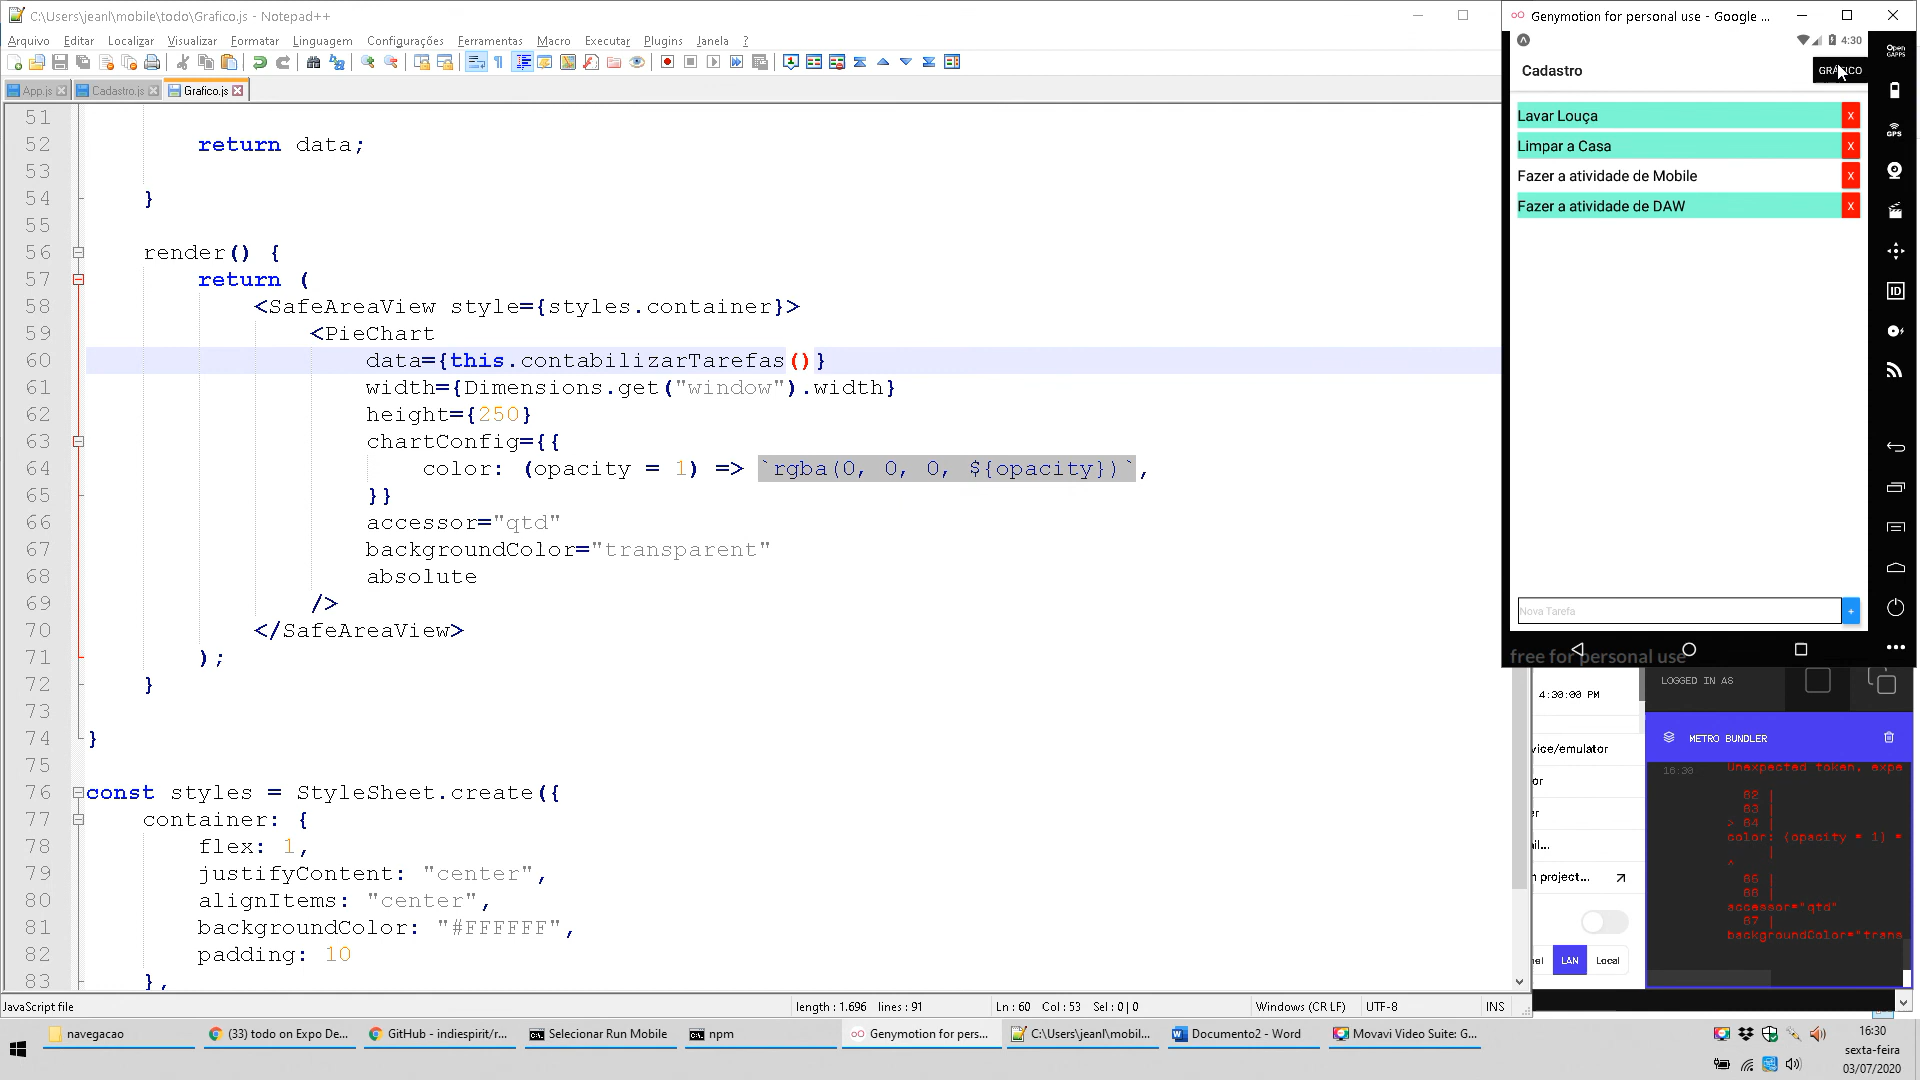 C:\Users\jeanl\mobile\todo\Grafico.js - Notepad++
Arquivo Editar Localizar Visualizar Formatar Linguagem Configurações Ferramentas Macro Executar Plugins Janela ?
App.js Cadastro.js Grafico.js
51
52 return data;
53
54 }
55
56 render() {
57 return (
58 <SafeAreaView style={styles.container}>
59 <PieChart
60 data={this.contabilizarTarefas()}
61 width={Dimensions.get("window").width}
62 height={250}
63 chartConfig={{
64 color: (opacity = 1) => `rgba(0, 0, 0, ${opacity})`,
65 }}
66 accessor="qtd"
67 backgroundColor="transparent"
68 absolute
69 />
70 </SafeAreaView>
71 );
72 }
73
74 }
75
76 const styles = StyleSheet.create({
77 container: {
78 flex: 1,
79 justifyContent: "center",
80 alignItems: "center",
81 backgroundColor: "#FFFFFF",
82 padding: 10
83 },
JavaScript file length : 1.696 lines : 91 Ln : 60 Col : 53 Sel : 0 | 0 Windows (CR LF) UTF-8 INS
Genymotion for personal use - Google ...
4:30
Cadastro GRÁFICO
Lavar Louça X
Limpar a Casa X
Fazer a atividade de Mobile X
Fazer a atividade de DAW X
Nova Tarefa +
free for personal use
Open GAPPS
GPS
ID
4:30:00 PM
LOGGED IN AS
METRO BUNDLER
vice/emulator
or
er
ail...
n project...
nel LAN Local
16:30 Unexpected token, expe
62 |
63 |
> 64 |
color: (opacity = 1) =
|
^
65 |
66 |
accessor="qtd"
67 |
backgroundColor="trans
navegacao
(33) todo on Expo De...
GitHub - indiespirit/r...
Selecionar Run Mobile
npm
Genymotion for pers...
C:\Users\jeanl\mobil...
Documento2 - Word
Movavi Video Suite: G...
16:30
sexta-feira
03/07/2020